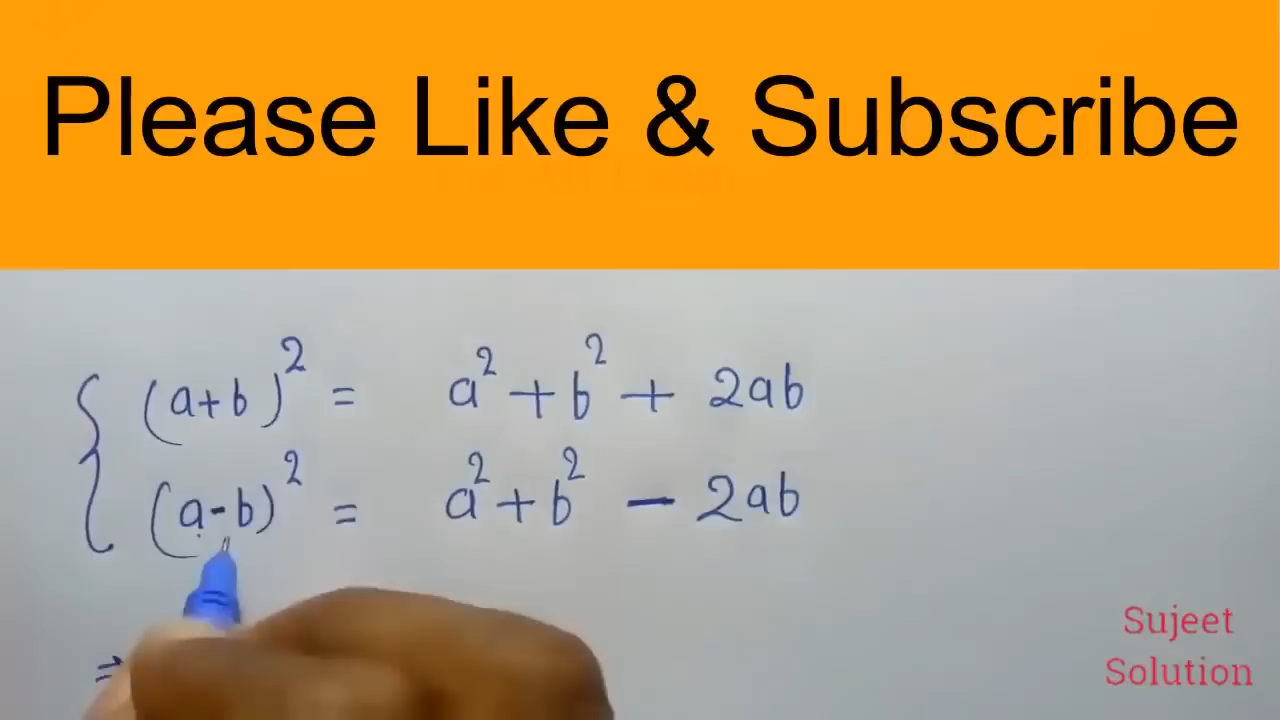 Please Like & Subscribe
(a+b)² = a² + b² + 2ab
(a-b)² = a² + b² - 2ab
⇒
Sujeet
Solution